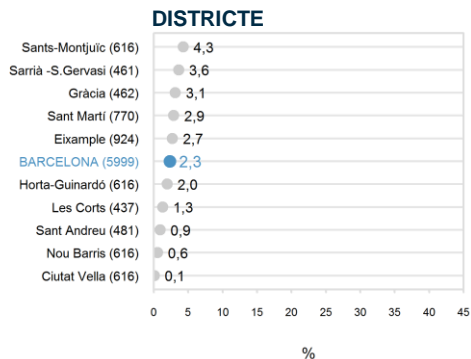 DISTRICTE
Sants-Montjuïc (616) 4,3
Sarrià -S.Gervasi (461) 3,6
Gràcia (462) 3,1
Sant Martí (770) 2,9
Eixample (924) 2,7
BARCELONA (5999) 2,3
Horta-Guinardó (616) 2,0
Les Corts (437) 1,3
Sant Andreu (481) 0,9
Nou Barris (616) 0,6
Ciutat Vella (616) 0,1
0 5 10 15 20 25 30 35 40 45
%